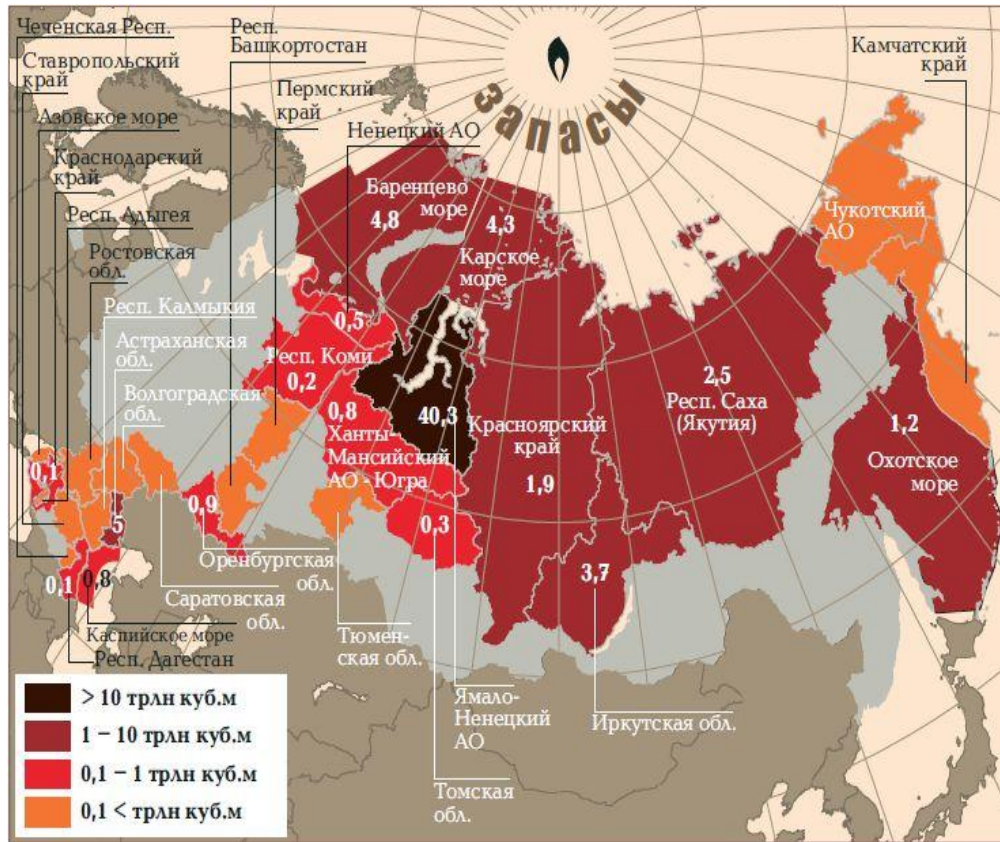 ЗАПАСЫ
Чеченская Респ.
Ставропольский
край
Азовское море
Краснодарский
край
Респ. Адыгея
Ростовская
обл.
Респ. Калмыкия
Астраханская
обл.
Волгоградская
обл.
Респ.
Башкортостан
Пермский
край
Ненецкий АО
Камчатский
край
Баренцево
море
4,8
4,3
Карское
море
Чукотский
АО
0,5
Респ. Коми
0,2
0,8
Ханты-
Мансийский
АО - Югра
40,3
Красноярский
край
1,9
2,5
Респ. Саха
(Якутия)
1,2
Охотское
море
0,1
5
0,9
0,3
3,7
0,1
0,8
Оренбургская
обл.
Саратовская
обл.
Каспийское море
Респ. Дагестан
Тюмен-
ская обл.
Ямало-
Ненецкий
АО
Иркутская обл.
Томская
обл.
> 10 трлн куб.м
1 – 10 трлн куб.м
0,1 – 1 трлн куб.м
0,1 < трлн куб.м